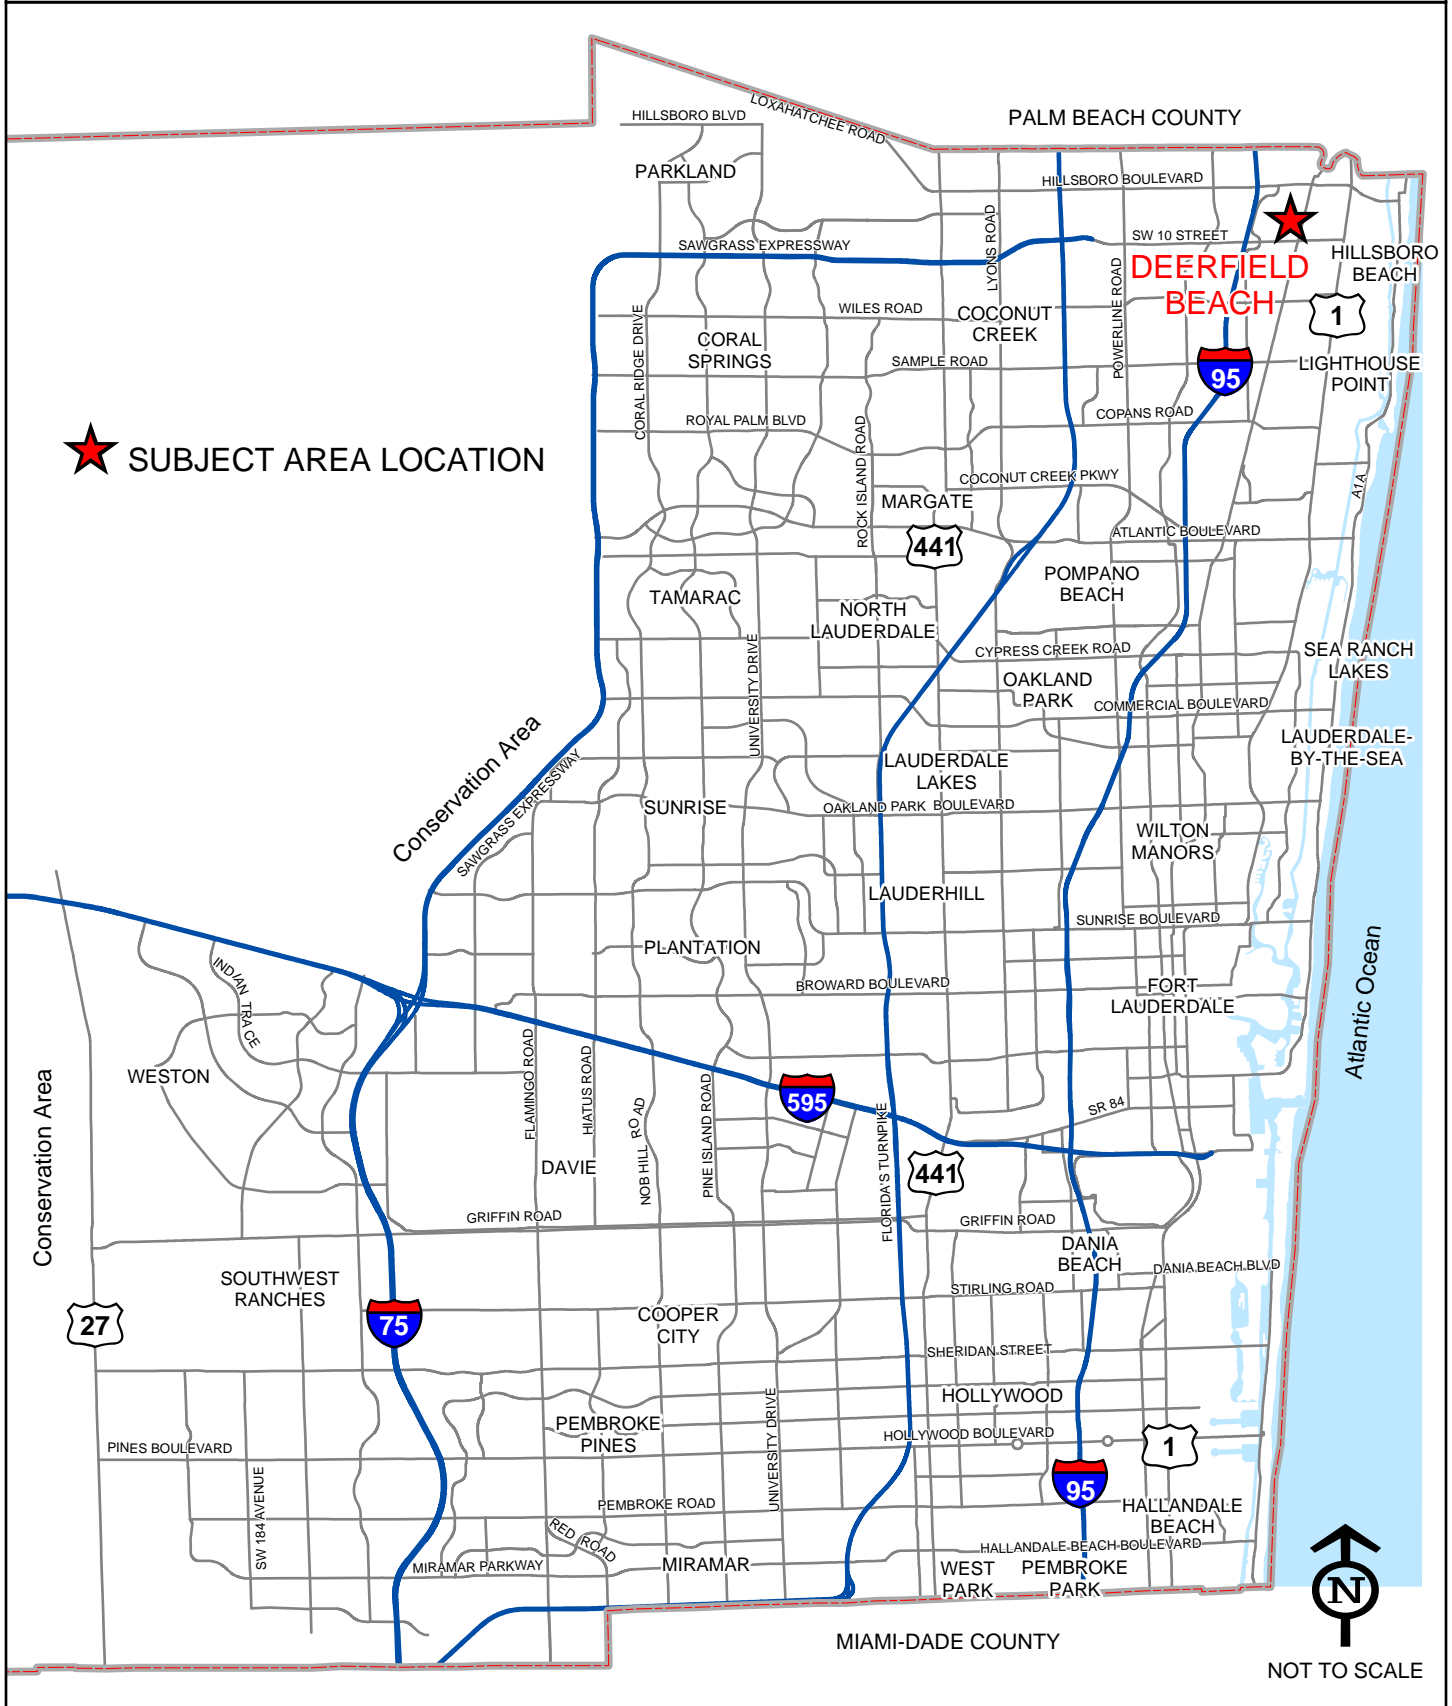 PALM BEACH COUNTY
LOXAHATCHEE ROAD
HILLSBORO BLVD
PARKLAND
HILLSBORO BOULEVARD
LYONS ROAD
SW 10 STREET
SAWGRASS EXPRESSWAY
HILLSBORO
BEACH
DEERFIELD
BEACH
POWERLINE ROAD
1
WILES ROAD
COCONUT
CREEK
CORAL RIDGE DRIVE
CORAL
SPRINGS
SAMPLE ROAD
95
LIGHTHOUSE
POINT
COPANS ROAD
ROYAL PALM BLVD
ROCK ISLAND ROAD
SUBJECT AREA LOCATION
COCONUT CREEK PKWY
A1A
MARGATE
441
ATLANTIC BOULEVARD
POMPANO
BEACH
TAMARAC
NORTH
LAUDERDALE
UNIVERSITY DRIVE
CYPRESS CREEK ROAD
SEA RANCH
LAKES
OAKLAND
PARK
COMMERCIAL BOULEVARD
Conservation Area
SAWGRASS EXPRESSWAY
LAUDERDALE-
BY-THE-SEA
LAUDERDALE
LAKES
SUNRISE
OAKLAND PARK BOULEVARD
WILTON
MANORS
LAUDERHILL
SUNRISE BOULEVARD
PLANTATION
Atlantic Ocean
INDIAN TRACE
BROWARD BOULEVARD
FORT
LAUDERDALE
WESTON
FLAMINGO ROAD
HIATUS ROAD
NOB HILL ROAD
PINE ISLAND ROAD
595
SR 84
FLORIDA'S TURNPIKE
Conservation Area
DAVIE
441
GRIFFIN ROAD
GRIFFIN ROAD
DANIA
BEACH
DANIA BEACH BLVD
SOUTHWEST
RANCHES
STIRLING ROAD
27
75
COOPER
CITY
SHERIDAN STREET
HOLLYWOOD
UNIVERSITY DRIVE
PEMBROKE
PINES
HOLLYWOOD BOULEVARD
PINES BOULEVARD
1
SW 184 AVENUE
95
PEMBROKE ROAD
HALLANDALE
BEACH
RED ROAD
HALLANDALE BEACH BOULEVARD
MIRAMAR PARKWAY
MIRAMAR
WEST
PARK
PEMBROKE
PARK
N
MIAMI-DADE COUNTY
NOT TO SCALE